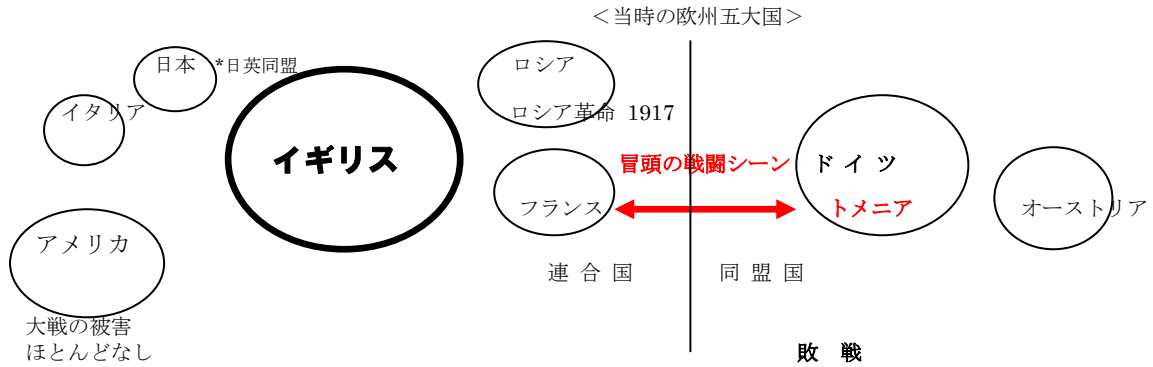 ＜当時の欧州五大国＞
日本 *日英同盟
ロシア
イタリア
ロシア革命 1917
イギリス
冒頭の戦闘シーン
ドイツ
フランス
トメニア
オーストリア
アメリカ
連合国
同盟国
大戦の被害
ほとんどなし
敗戦